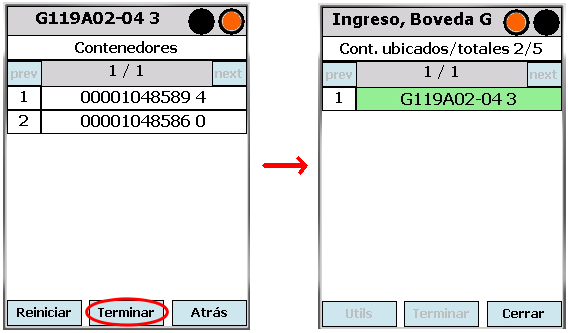 G119A02-04 3
Contenedores
prev 1 / 1 next
1 00001048589 4
2 00001048586 0
Reiniciar Terminar Atrás
Ingreso, Boveda G
Cont. ubicados/totales 2/5
prev 1 / 1 next
1 G119A02-04 3
Utils Terminar Cerrar